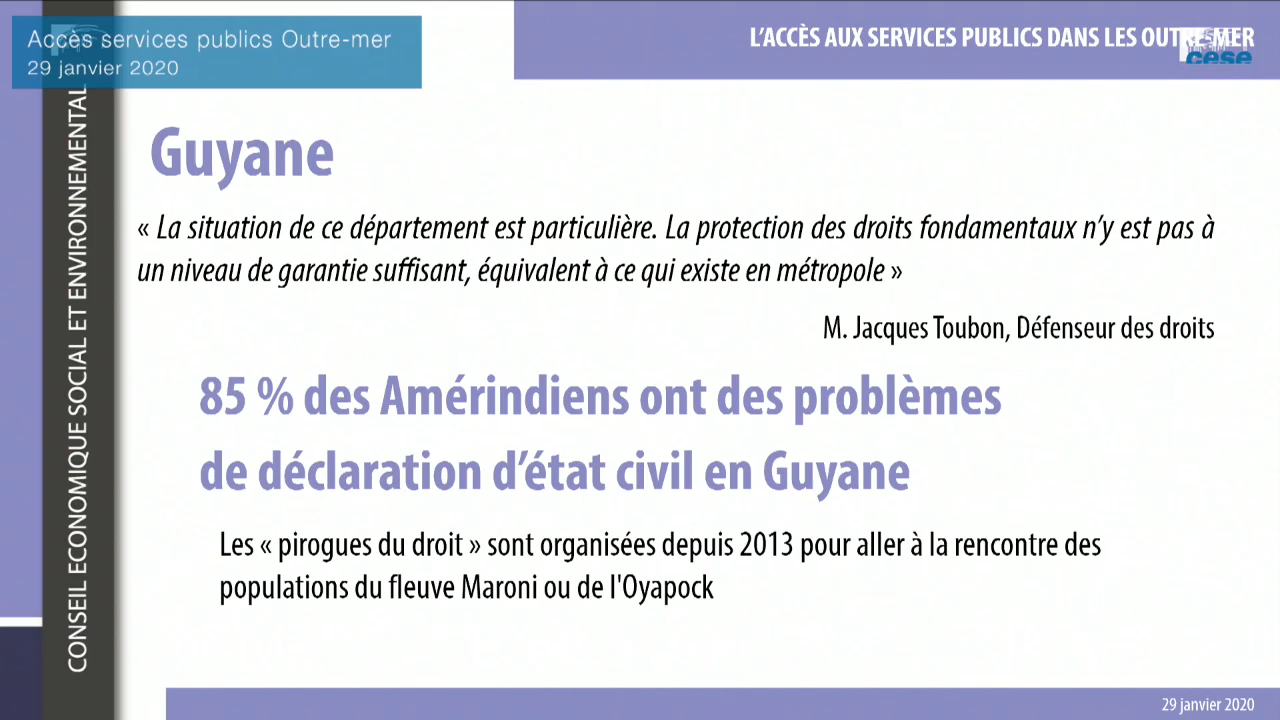 Accès services publics Outre-mer
29 janvier 2020
L'ACCÈS AUX SERVICES PUBLICS DANS LES OUTRE-MER
cese
CONSEIL ECONOMIQUE SOCIAL ET ENVIRONNEMENTAL
Guyane
« La situation de ce département est particulière. La protection des droits fondamentaux n'y est pas à
un niveau de garantie suffisant, équivalent à ce qui existe en métropole »
M. Jacques Toubon, Défenseur des droits
85 % des Amérindiens ont des problèmes
de déclaration d'état civil en Guyane
Les « pirogues du droit » sont organisées depuis 2013 pour aller à la rencontre des
populations du fleuve Maroni ou de l'Oyapock
29 janvier 2020